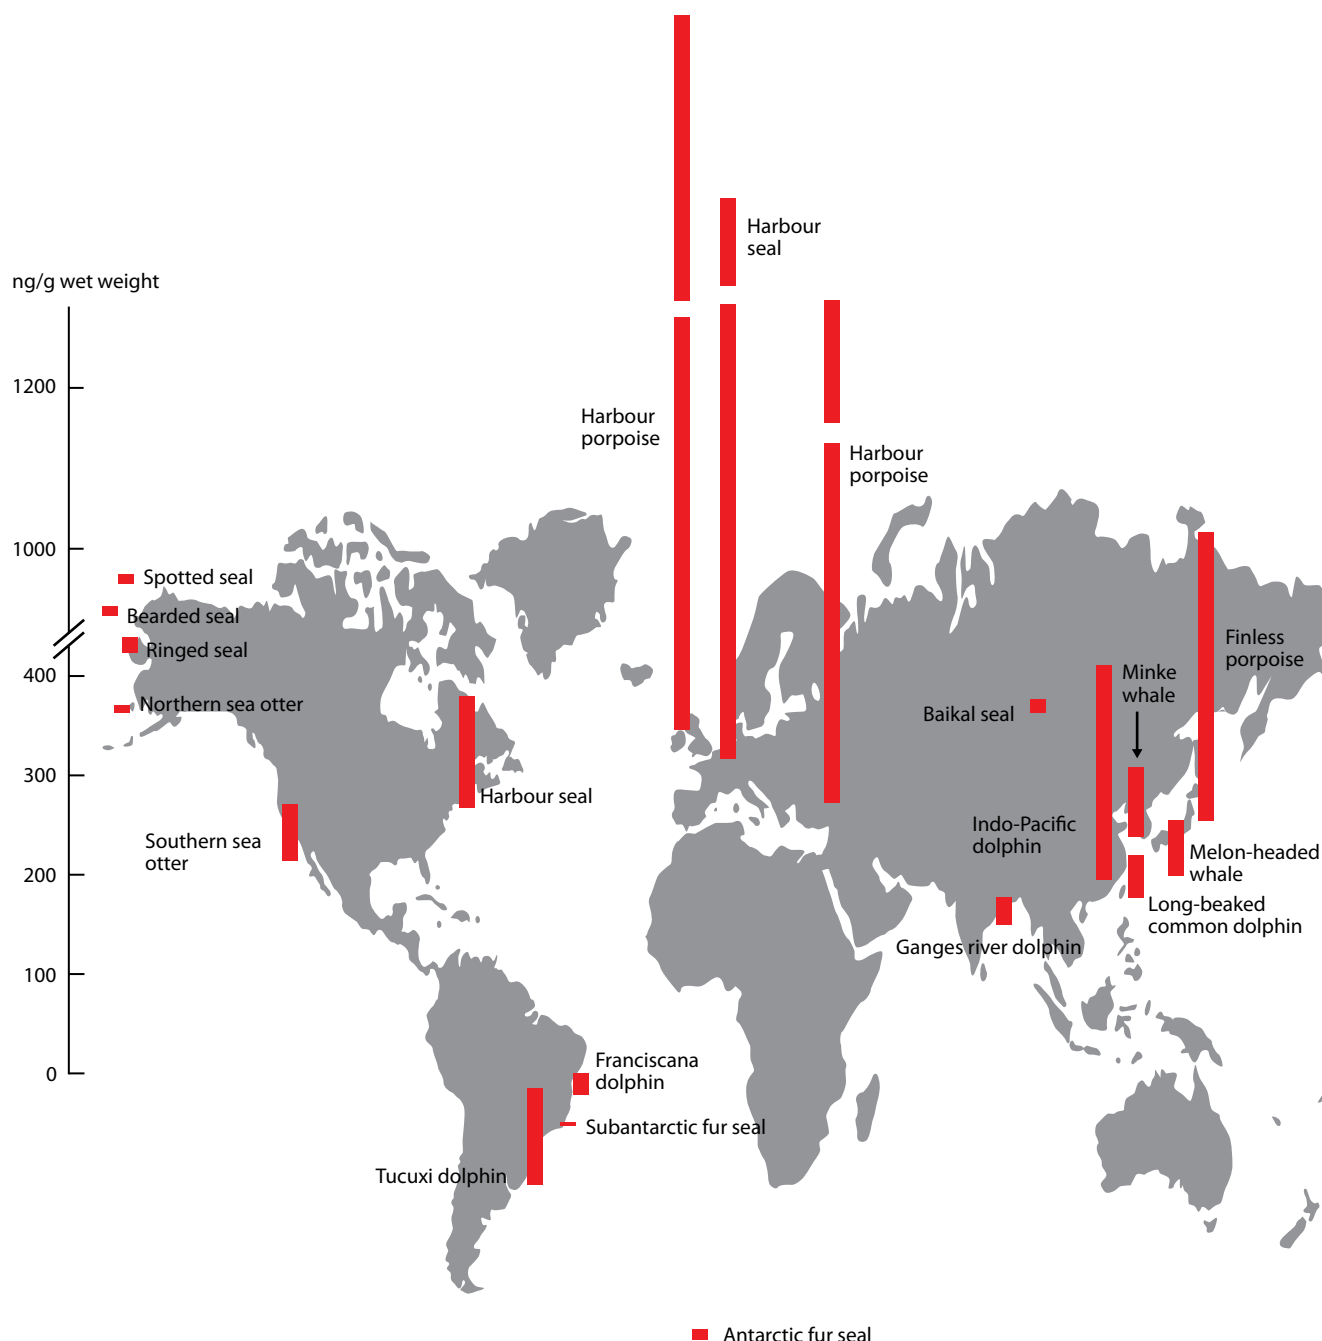 Harbour
seal
ng/g wet weight
1200
Harbour
porpoise
Harbour
porpoise
1000
Spotted seal
Bearded seal
Ringed seal
Finless
porpoise
400
Minke
whale
Northern sea otter
Baikal seal
300
Harbour seal
Indo-Pacific
dolphin
Southern sea
otter
Melon-headed
whale
200
Long-beaked
common dolphin
Ganges river dolphin
100
0
Franciscana
dolphin
Subantarctic fur seal
Tucuxi dolphin
Antarctic fur seal